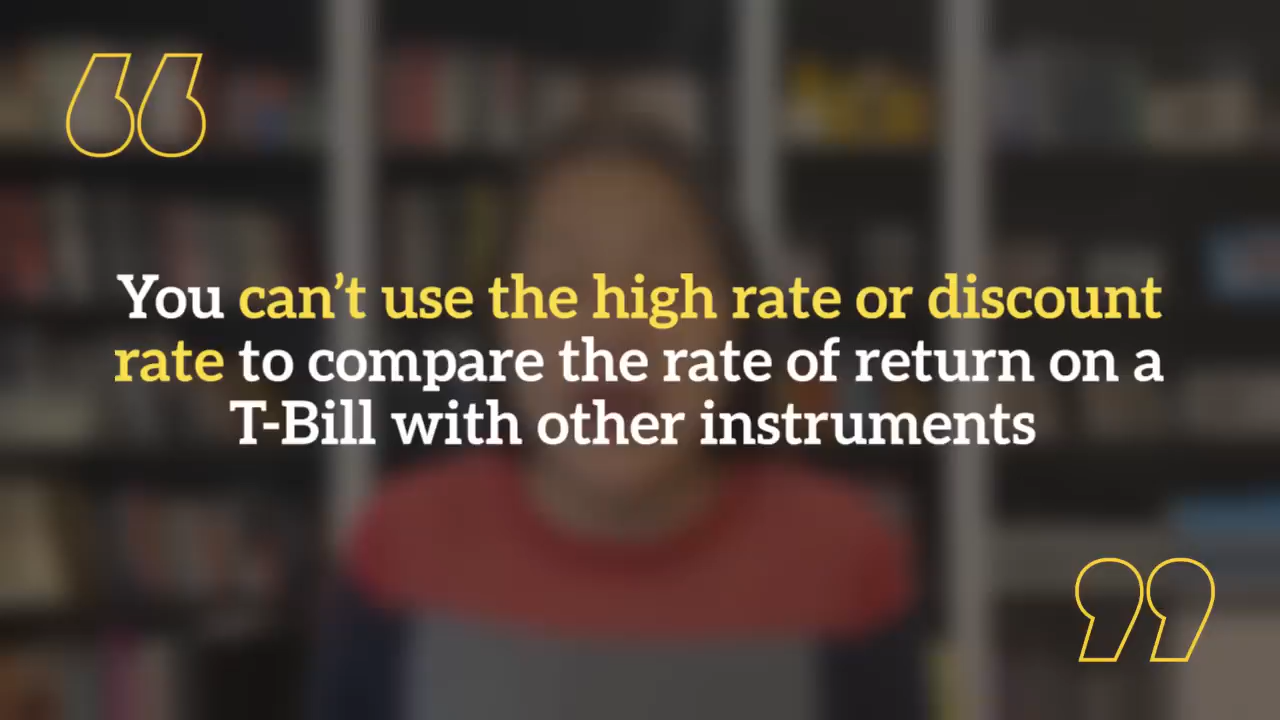 “
You can’t use the high rate or discount
rate to compare the rate of return on a
T-Bill with other instruments
”